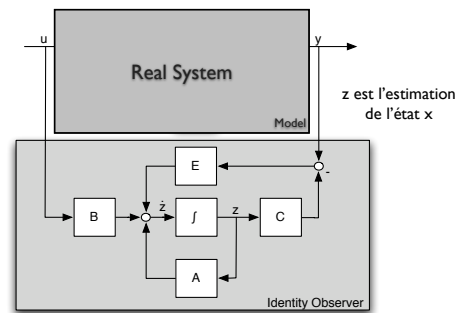 u
y
Real System
Model
z est l'estimation
de l'état x
E
-
B
ż
∫
z
C
A
Identity Observer